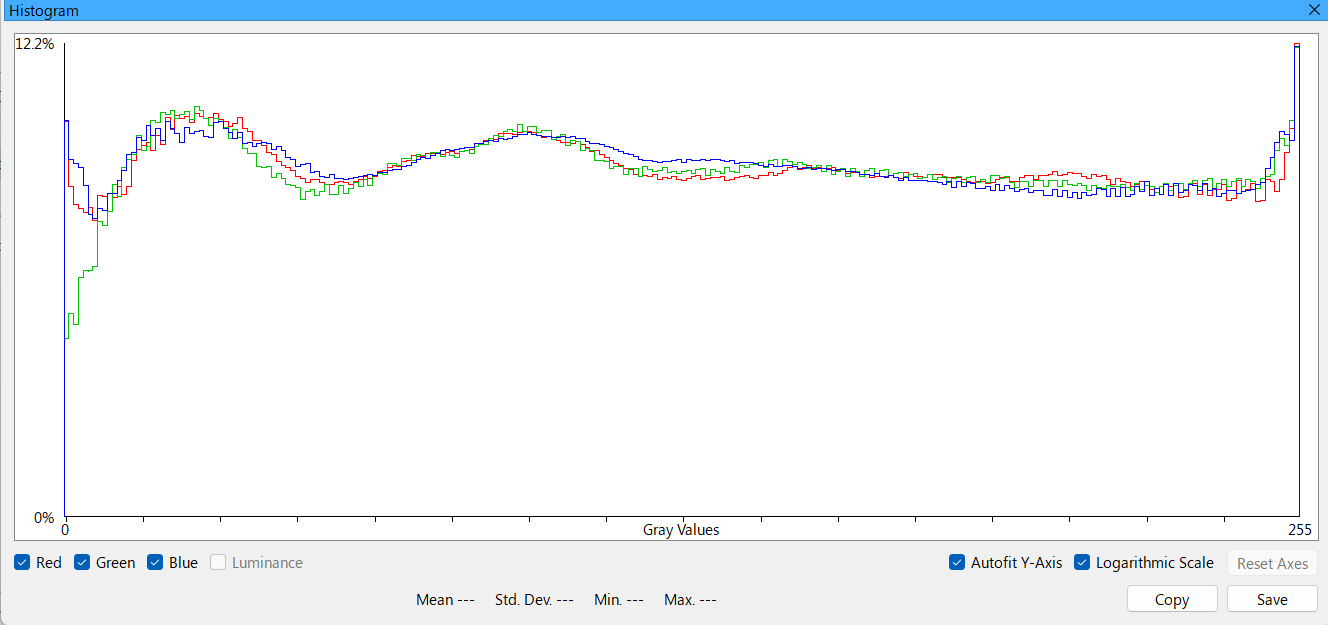 Histogram
12.2%
0%
0 Gray Values 255
Red Green Blue Luminance Autofit Y-Axis Logarithmic Scale Reset Axes
Mean --- Std. Dev. --- Min. --- Max. --- Copy Save